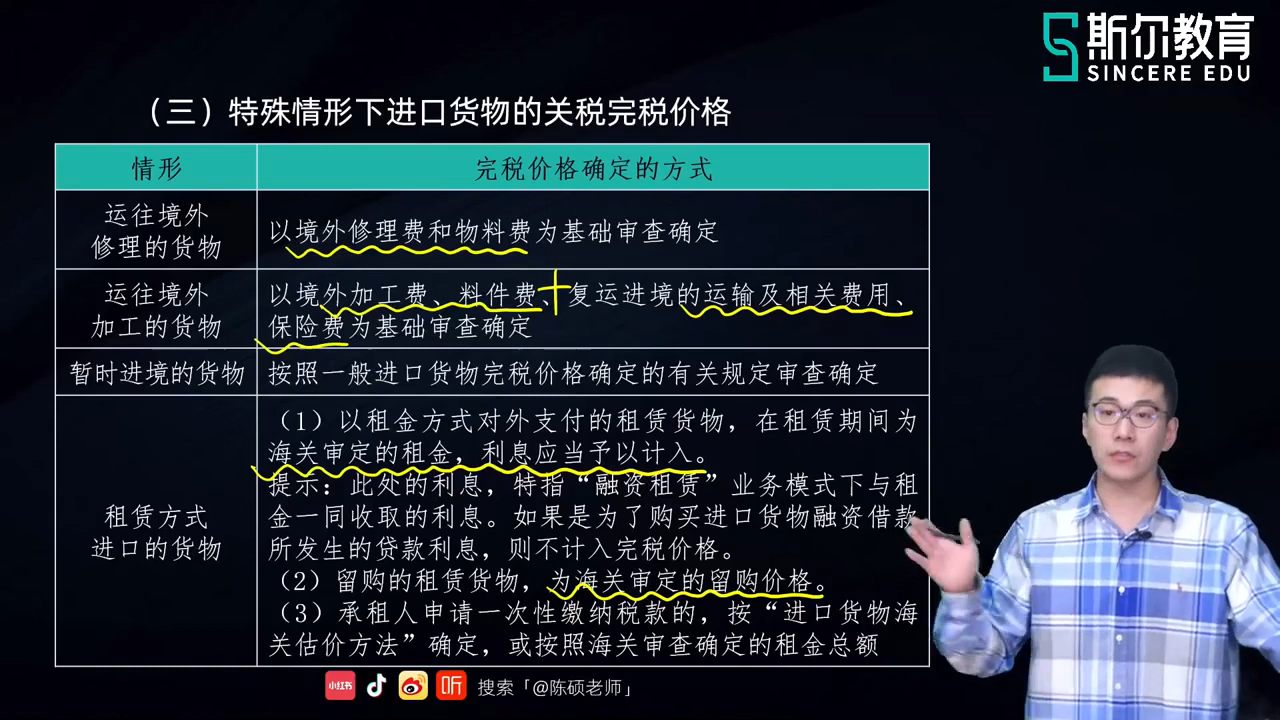 斯尔教育
SINCERE EDU
（三）特殊情形下进口货物的关税完税价格
情形
完税价格确定的方式
运往境外
修理的货物
以境外修理费和物料费为基础审查确定
运往境外
加工的货物
以境外加工费、料件费、复运进境的运输及相关费用、
保险费为基础审查确定
暂时进境的货物
按照一般进口货物完税价格确定的有关规定审查确定
租赁方式
进口的货物
（1）以租金方式对外支付的租赁货物，在租赁期间为
海关审定的租金，利息应当予以计入。
提示：此处的利息，特指“融资租赁”业务模式下与租
金一同收取的利息。如果是为了购买进口货物融资借款
所发生的贷款利息，则不计入完税价格。
（2）留购的租赁货物，为海关审定的留购价格。
（3）承租人申请一次性缴纳税款的，按“进口货物海
关估价方法”确定，或按照海关审查确定的租金总额
小红书
听
搜索「@陈硕老师」